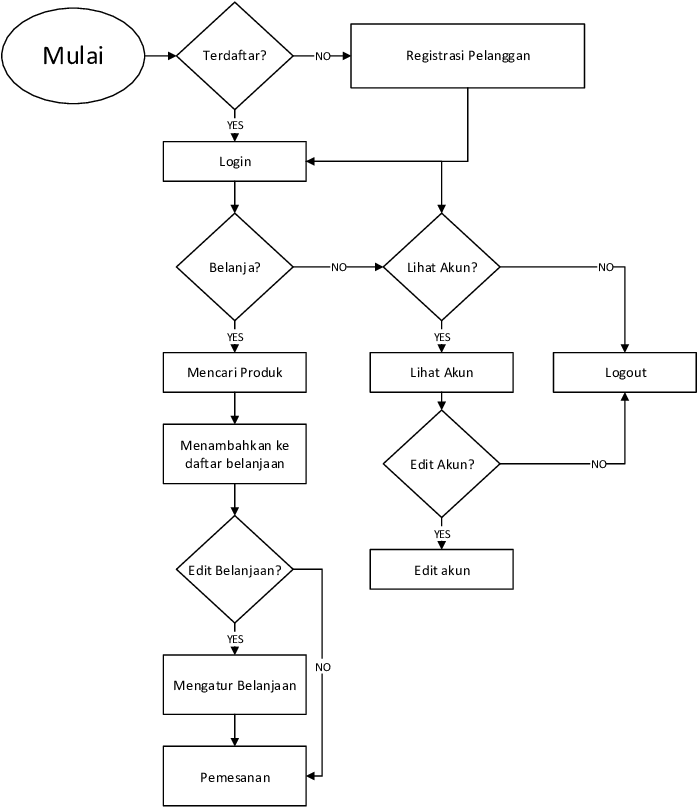 Mulai
Terdaftar?
NO
Registrasi Pelanggan
YES
Login
Belanja?
NO
Lihat Akun?
NO
YES
YES
Mencari Produk
Lihat Akun
Logout
Menambahkan ke
daftar belanjaan
Edit Akun?
NO
YES
Edit Belanjaan?
Edit akun
YES
NO
Mengatur Belanjaan
Pemesanan